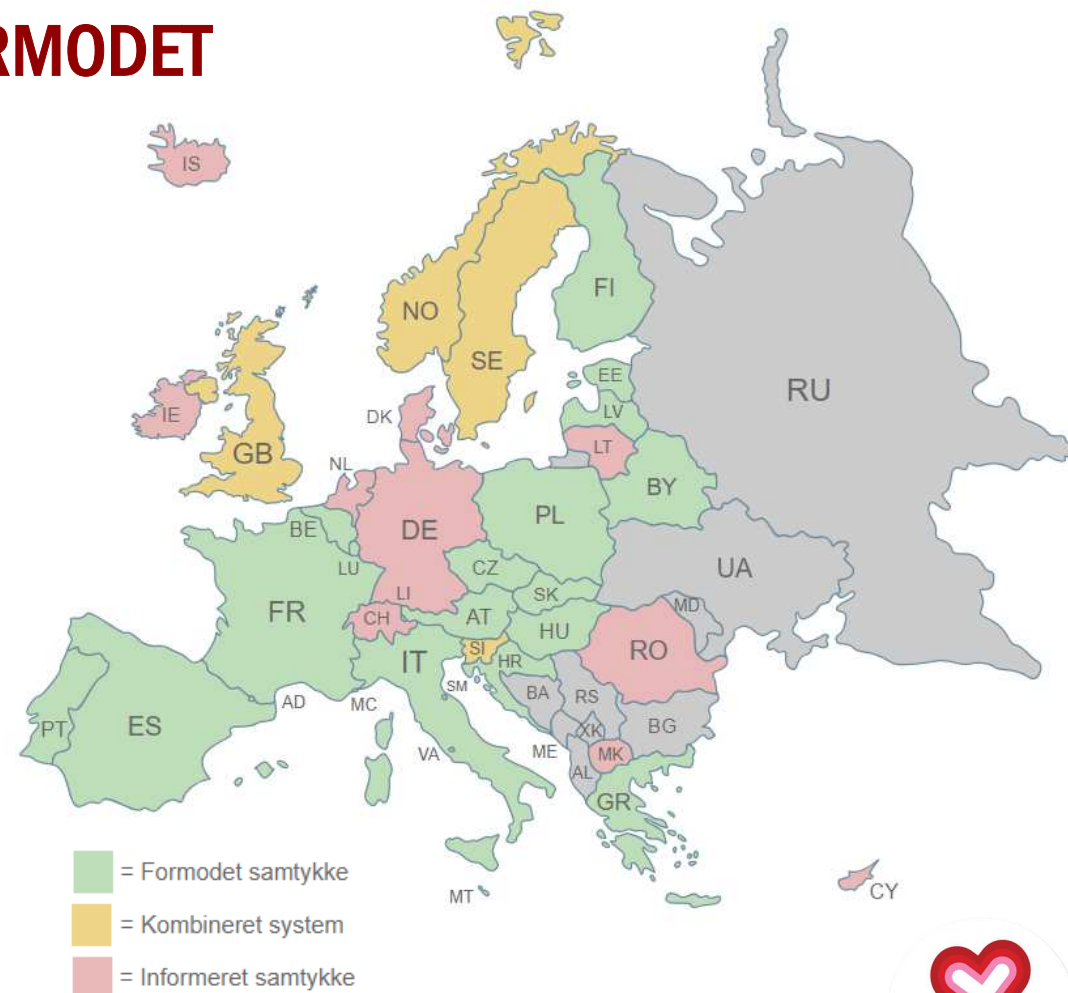 RMODET
IS
NO
FI
SE
RU
EE
LV
DK
IE
LT
GB
NL
BY
BE
DE
PL
LU
CZ
UA
LI
SK
FR
CH
AT
MD
HU
SI
IT
HR
RO
SM
BA
RS
AD
MC
PT
ES
XK
BG
VA
ME
MK
AL
GR
= Formodet samtykke
CY
MT
= Kombineret system
= Informeret samtykke